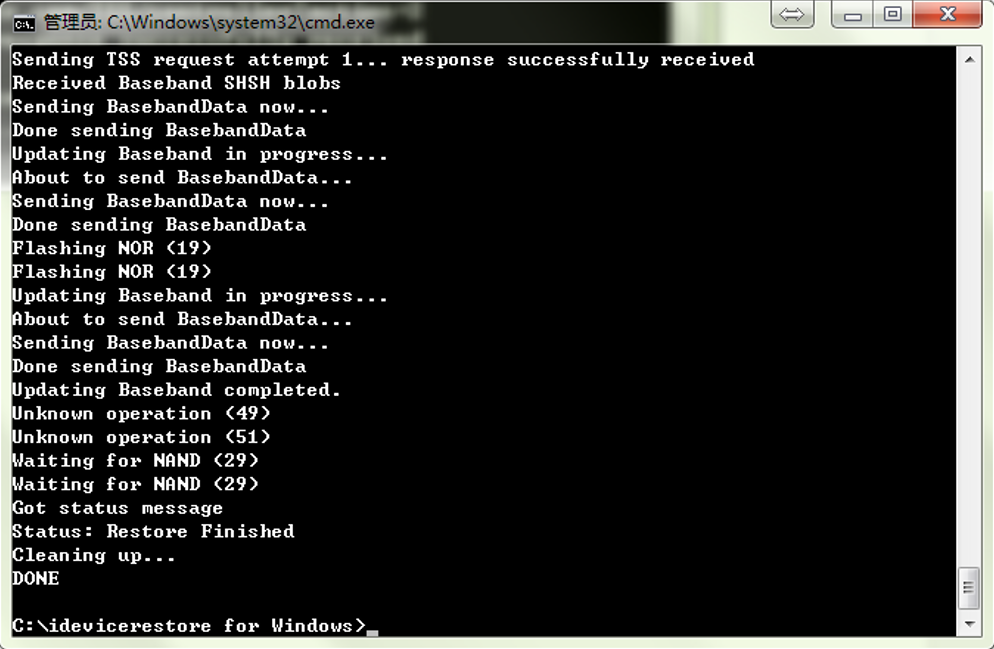 管理员: C:\Windows\system32\cmd.exe
Sending TSS request attempt 1... response successfully received
Received Baseband SHSH blobs
Sending BasebandData now...
Done sending BasebandData
Updating Baseband in progress...
About to send BasebandData...
Sending BasebandData now...
Done sending BasebandData
Flashing NOR (19)
Flashing NOR (19)
Updating Baseband in progress...
About to send BasebandData...
Sending BasebandData now...
Done sending BasebandData
Updating Baseband completed.
Unknown operation (49)
Unknown operation (51)
Waiting for NAND (29)
Waiting for NAND (29)
Got status message
Status: Restore Finished
Cleaning up...
DONE
C:\idevicerestore for Windows>_